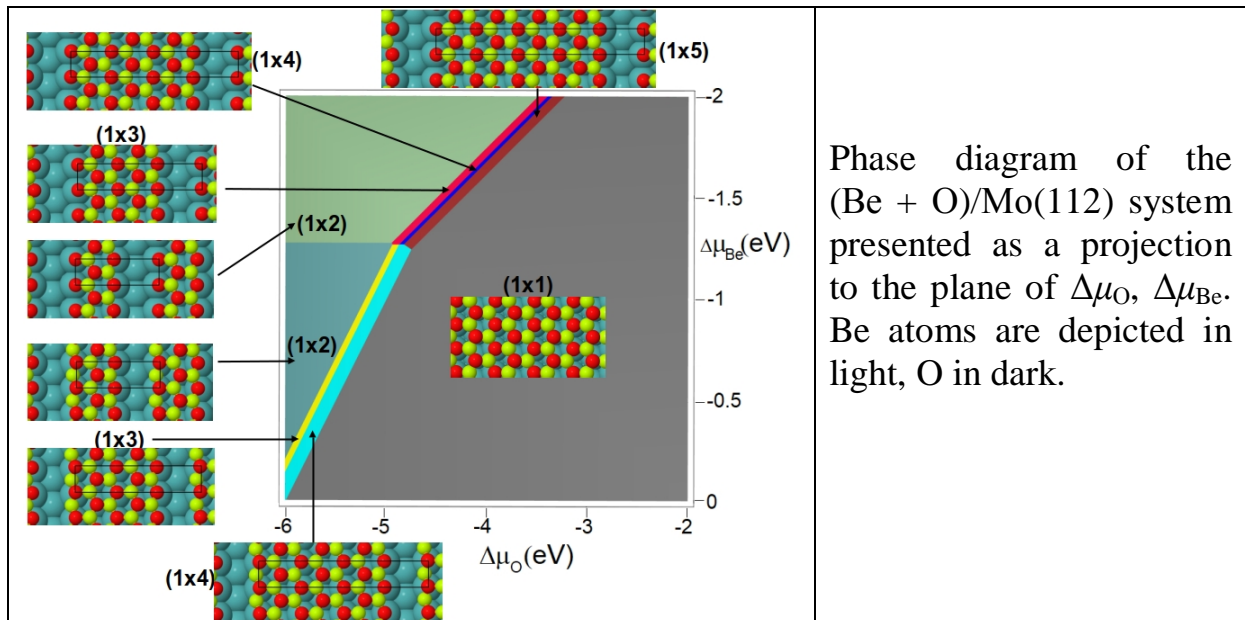 (1x4)
(1x5)
(1x3)
(1x2)
(1x2)
(1x3)
(1x4)
(1x1)
-2
-1.5
ΔμBe(eV)
-1
-0.5
0
-6
-5
-4
-3
-2
ΔμO(eV)
Phase diagram of the
(Be + O)/Mo(112) system
presented as a projection
to the plane of ΔμO, ΔμBe.
Be atoms are depicted in
light, O in dark.